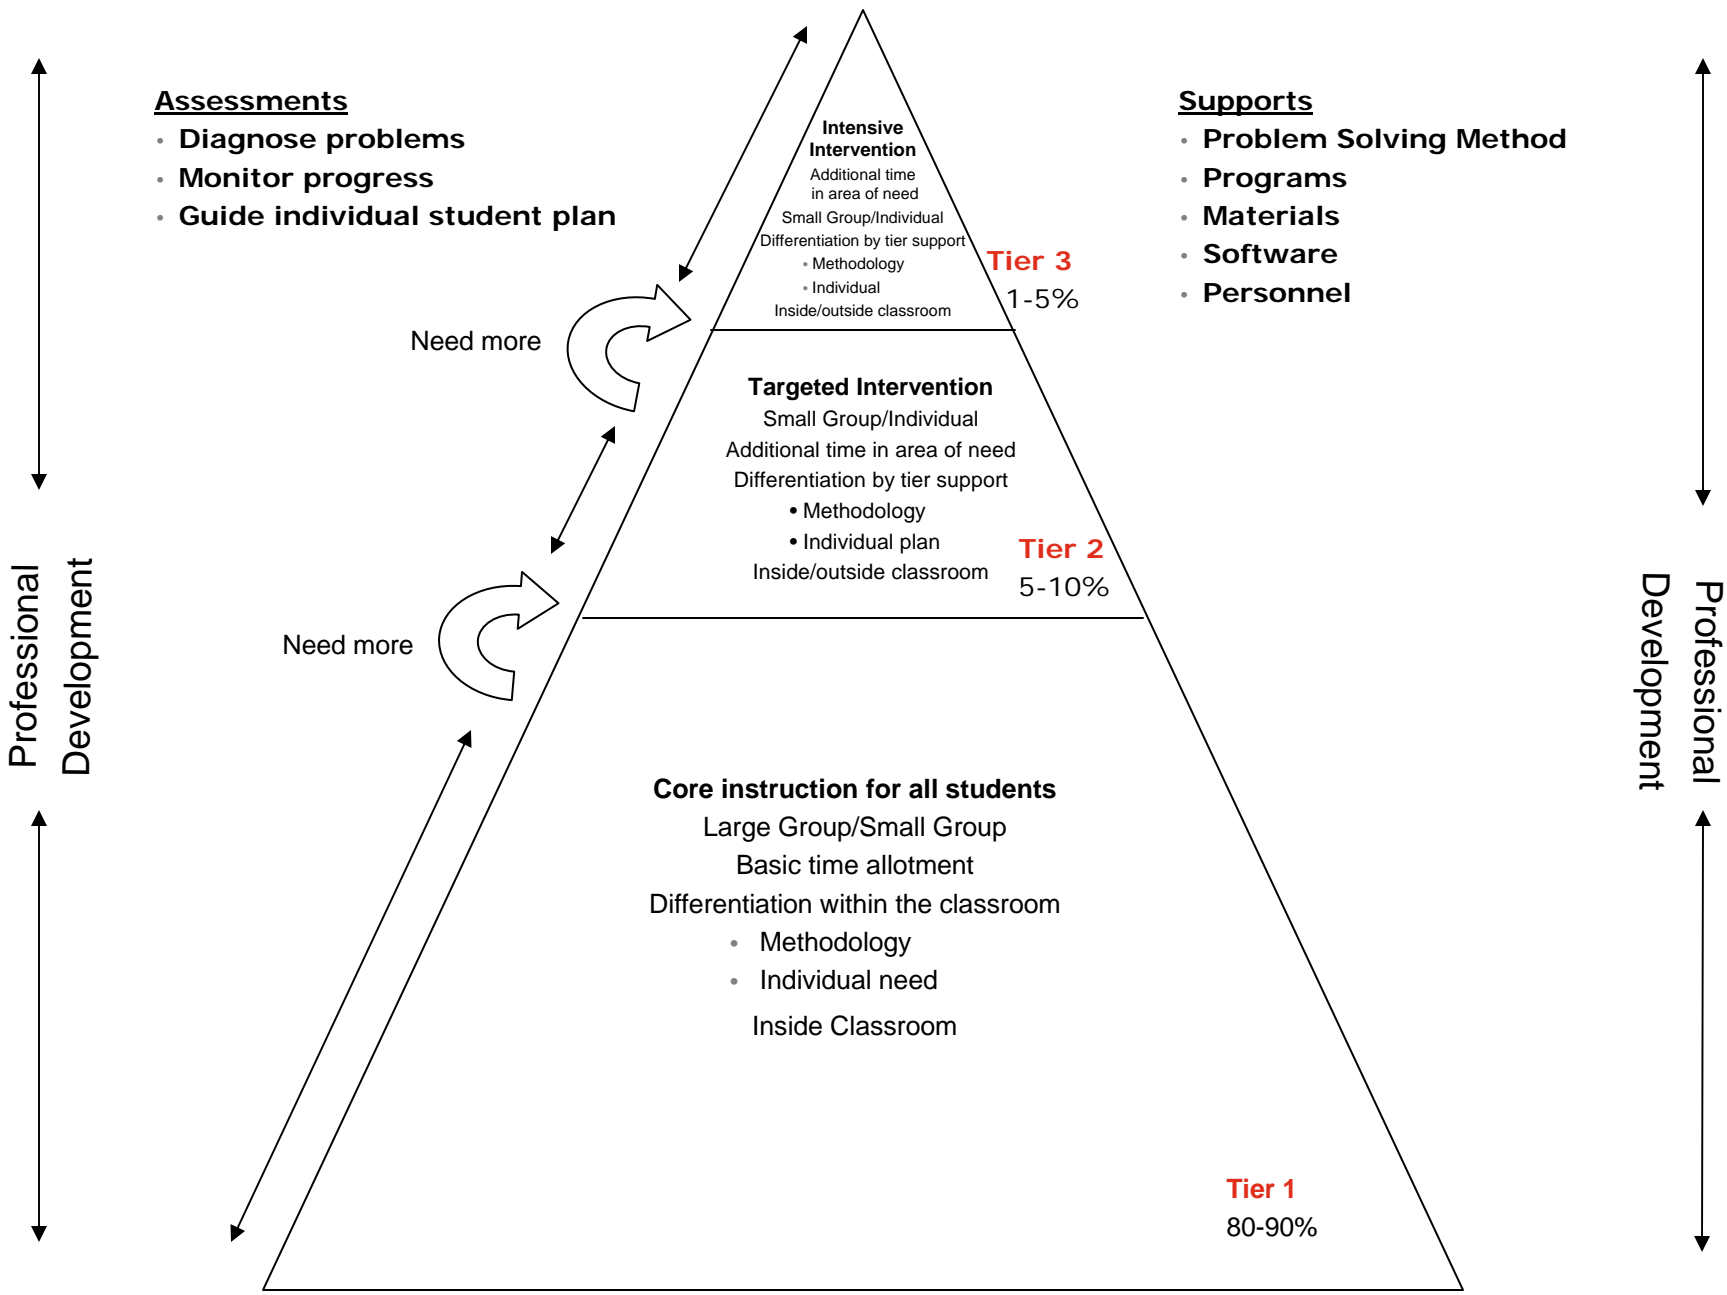 Assessments
• Diagnose problems
• Monitor progress
• Guide individual student plan
Supports
• Problem Solving Method
• Programs
• Materials
• Software
• Personnel
Intensive
Intervention
Additional time
in area of need
Small Group/Individual
Differentiation by tier support
• Methodology
• Individual
Inside/outside classroom
Tier 3
1-5%
Need more
Targeted Intervention
Small Group/Individual
Additional time in area of need
Differentiation by tier support
• Methodology
• Individual plan
Inside/outside classroom
Tier 2
5-10%
Need more
Professional
Development
Professional
Development
Core instruction for all students
Large Group/Small Group
Basic time allotment
Differentiation within the classroom
• Methodology
• Individual need
Inside Classroom
Tier 1
80-90%